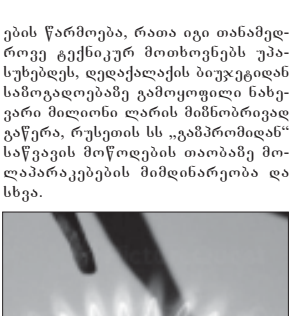 ების წარმოება, რათა იგი თანამედ-
როვე ტექნიკურ მოთხოვნებს უპა-
სუხებდეს, დედაქალაქის ბიუჯეტიდან
საზოგადოებაზე გამოყოფილი ნახე-
ვარი მილიონი ლარის მიზნობრივად
გაწერა, რუსეთის სს „გაზპრომიდან“
საწვავის მოწოდების თაობაზე მო-
ლაპარაკებების მიმდინარეობა და
სხვა.